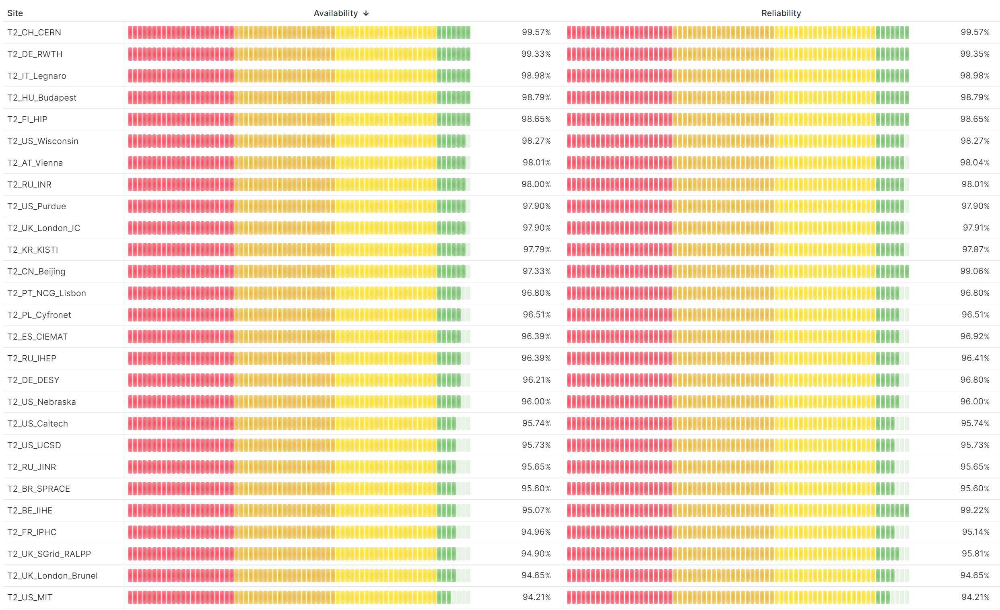 Site Availability ↓ Reliability
T2_CH_CERN 99.57% 99.57%
T2_DE_RWTH 99.33% 99.35%
T2_IT_Legnaro 98.98% 98.98%
T2_HU_Budapest 98.79% 98.79%
T2_FI_HIP 98.65% 98.65%
T2_US_Wisconsin 98.27% 98.27%
T2_AT_Vienna 98.01% 98.04%
T2_RU_INR 98.00% 98.01%
T2_US_Purdue 97.90% 97.90%
T2_UK_London_IC 97.90% 97.91%
T2_KR_KISTI 97.79% 97.87%
T2_CN_Beijing 97.33% 99.06%
T2_PT_NCG_Lisbon 96.80% 96.80%
T2_PL_Cyfronet 96.51% 96.51%
T2_ES_CIEMAT 96.39% 96.92%
T2_RU_IHEP 96.39% 96.41%
T2_DE_DESY 96.21% 96.80%
T2_US_Nebraska 96.00% 96.00%
T2_US_Caltech 95.74% 95.74%
T2_US_UCSD 95.73% 95.73%
T2_RU_JINR 95.65% 95.65%
T2_BR_SPRACE 95.60% 95.60%
T2_BE_IIHE 95.07% 99.22%
T2_FR_IPHC 94.96% 95.14%
T2_UK_SGrid_RALPP 94.90% 95.81%
T2_UK_London_Brunel 94.65% 94.65%
T2_US_MIT 94.21% 94.21%